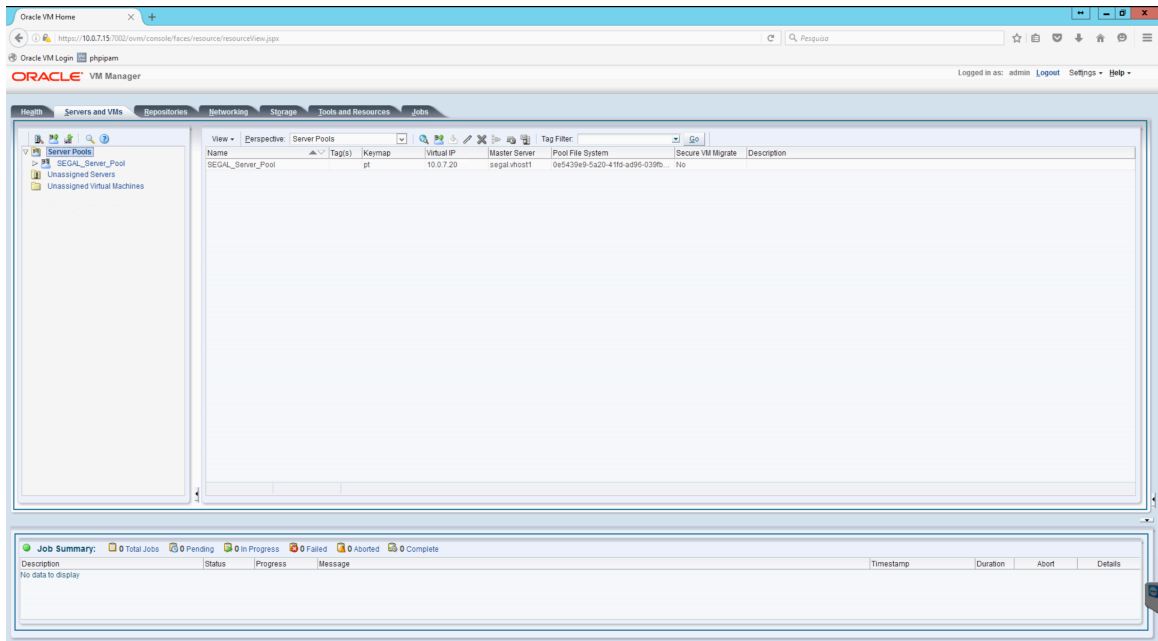 Oracle VM Home
https://10.0.7.15:7002/ovm/console/faces/resource/resourceView.jspx
Pesquisa
Oracle VM Login phpipam
ORACLE VM Manager
Logged in as: admin Logout Settings Help
Health Servers and VMs Repositories Networking Storage Tools and Resources Jobs
View Perspective: Server Pools Tag Filter: Go
Server Pools
SEGAL_Server_Pool
Unassigned Servers
Unassigned Virtual Machines
Name Tag(s) Keymap Virtual IP Master Server Pool File System Secure VM Migrate Description
SEGAL_Server_Pool pt 10.0.7.20 segal.vhost1 0e5439e9-5a20-41fd-ad96-039fb... No
Job Summary: 0 Total Jobs 0 Pending 0 In Progress 0 Failed 0 Aborted 0 Complete
Description Status Progress Message Timestamp Duration Abort Details
No data to display